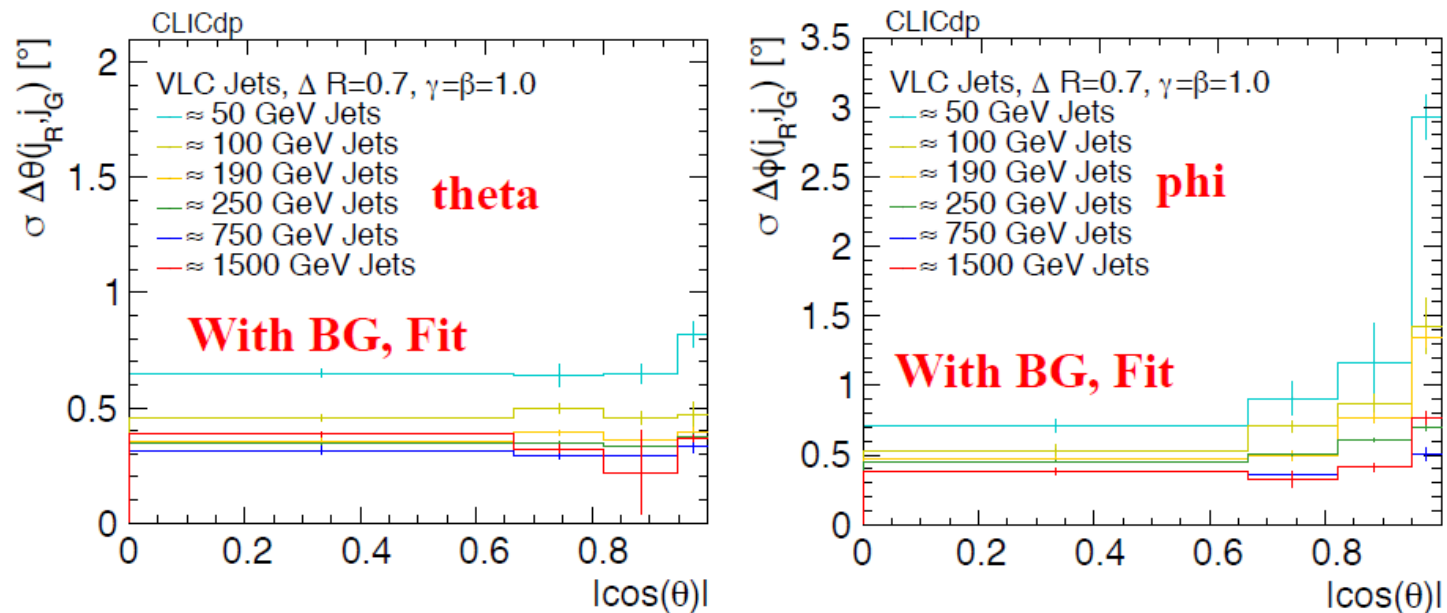 CLICdp
σ Δθ(j_R,j_G) [°]
2
1.5
1
0.5
0
VLC Jets, Δ R=0.7, γ=β=1.0
≈ 50 GeV Jets
≈ 100 GeV Jets
≈ 190 GeV Jets
≈ 250 GeV Jets
≈ 750 GeV Jets
≈ 1500 GeV Jets
theta
With BG, Fit
0 0.2 0.4 0.6 0.8
|cos(θ)|
CLICdp
σ Δϕ(j_R,j_G) [°]
3.5
3
2.5
2
1.5
1
0.5
0
VLC Jets, Δ R=0.7, γ=β=1.0
≈ 50 GeV Jets
≈ 100 GeV Jets
≈ 190 GeV Jets
≈ 250 GeV Jets
≈ 750 GeV Jets
≈ 1500 GeV Jets
phi
With BG, Fit
0 0.2 0.4 0.6 0.8
|cos(θ)|